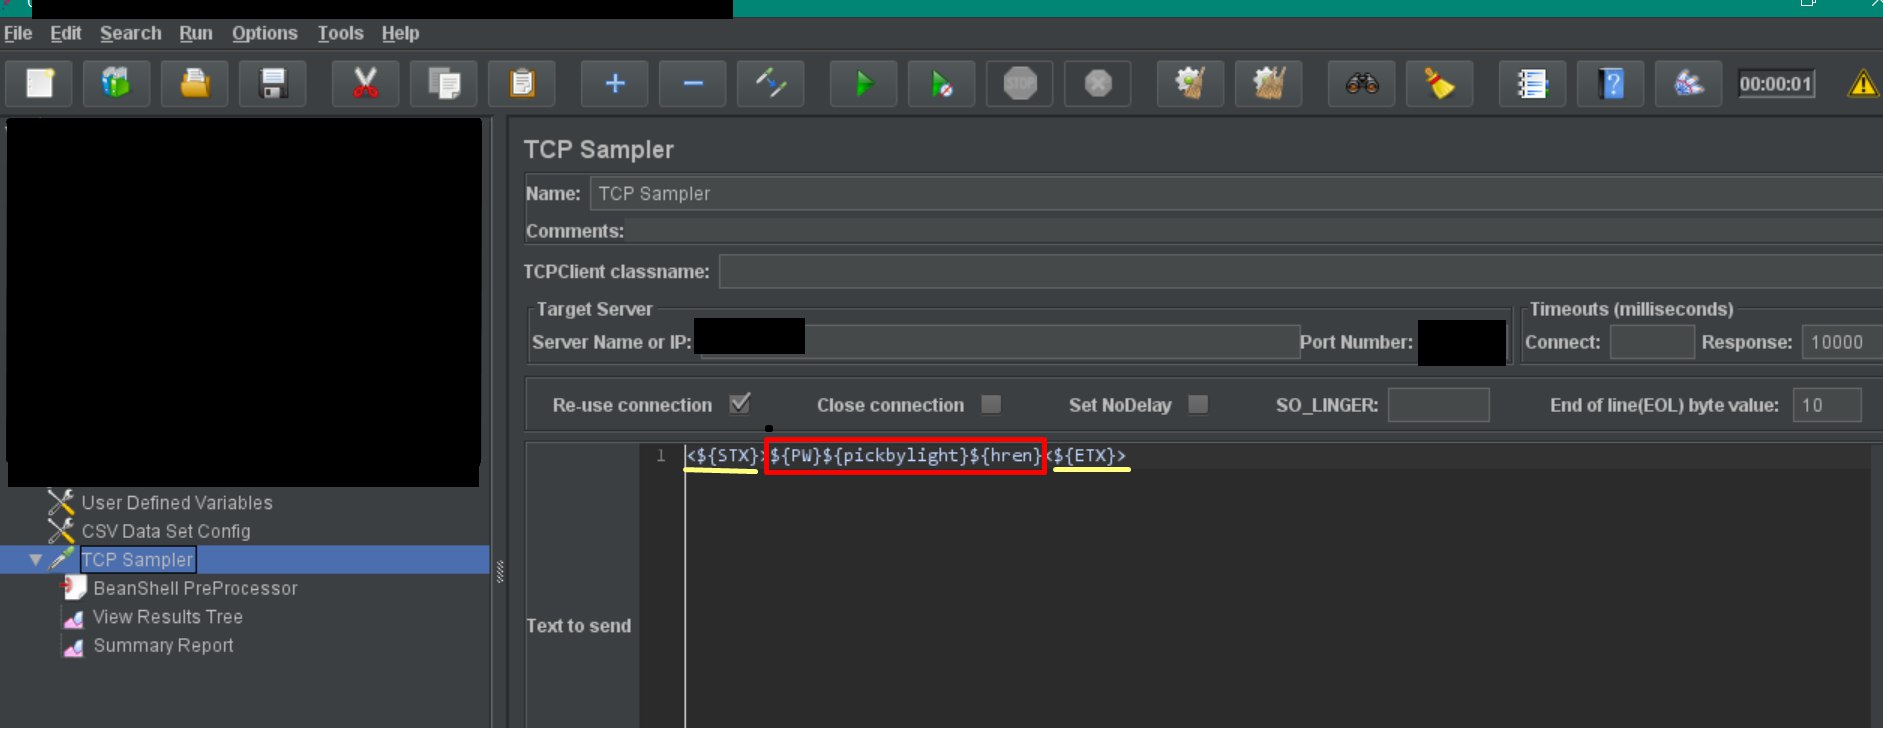 File Edit Search Run Options Tools Help
STOP
00:00:01
TCP Sampler
Name: TCP Sampler
Comments:
TCPClient classname:
Target Server
Timeouts (milliseconds)
Server Name or IP: Port Number: Connect: Response: 10000
Re-use connection Close connection Set NoDelay SO_LINGER: End of line(EOL) byte value: 10
1 <${STX}>${PW}${pickbylight}${hren}<${ETX}>
Text to send
User Defined Variables
CSV Data Set Config
TCP Sampler
BeanShell PreProcessor
View Results Tree
Summary Report